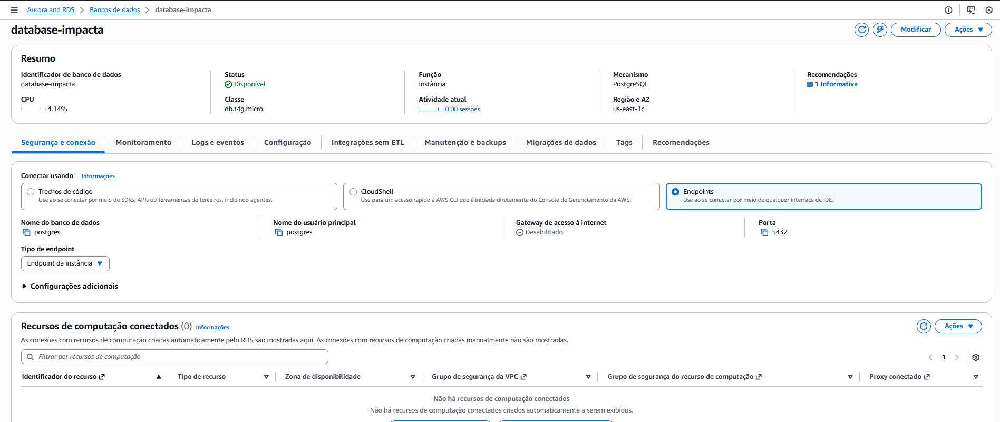 Aurora and RDS > Bancos de dados > database-impacta
database-impacta
Modificar
Ações
Resumo
Identificador de banco de dados
database-impacta
Status
Disponível
Função
Instância
Mecanismo
PostgreSQL
Recomendações
1 Informativa
CPU
4.14%
Classe
db.t4g.micro
Atividade atual
0.00 sessões
Região e AZ
us-east-1c
Segurança e conexão
Monitoramento
Logs e eventos
Configuração
Integrações sem ETL
Manutenção e backups
Migrações de dados
Tags
Recomendações
Conectar usando
Informações
Trechos de código
Use ao se conectar por meio de SDKs, APIs ou ferramentas de terceiros, incluindo agentes.
CloudShell
Use para um acesso rápido à AWS CLI que é iniciada diretamente do Console de Gerenciamento da AWS.
Endpoints
Use ao se conectar por meio de qualquer interface de IDE.
Nome do banco de dados
postgres
Nome do usuário principal
postgres
Gateway de acesso à internet
Desabilitado
Porta
5432
Tipo de endpoint
Endpoint da instância
Configurações adicionais
Recursos de computação conectados (0) Informações
Ações
As conexões com recursos de computação criadas automaticamente pelo RDS são mostradas aqui. As conexões com recursos de computação criadas manualmente não são mostradas.
Filtrar por recursos de computação
1
Identificador do recurso
Tipo de recurso
Zona de disponibilidade
Grupo de segurança da VPC
Grupo de segurança do recurso de computação
Proxy conectado
Não há recursos de computação conectados
Não há recursos de computação conectados criados automaticamente a serem exibidos.